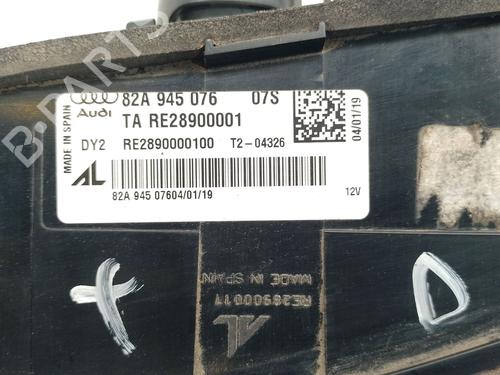 B-PARTS
Audi
82A 945 076 07S
TA RE28900001
DY2 RE2890000100 T2-04326
AL
82A 945 07604/01/19
12V
MADE IN SPAIN
04/01/19
RE28900011
MADE IN SPAIN
AL
D